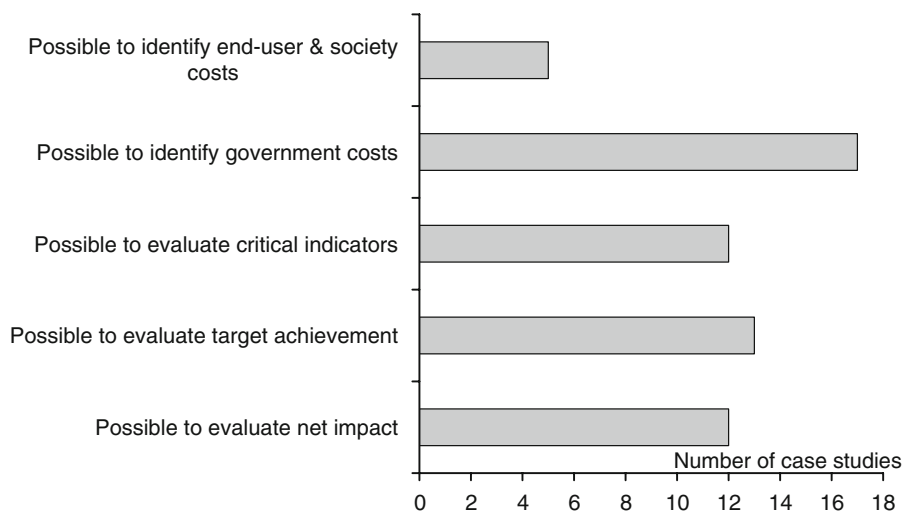 Possible to identify end-user & society
costs
Possible to identify government costs
Possible to evaluate critical indicators
Possible to evaluate target achievement
Possible to evaluate net impact
Number of case studies
0 2 4 6 8 10 12 14 16 18